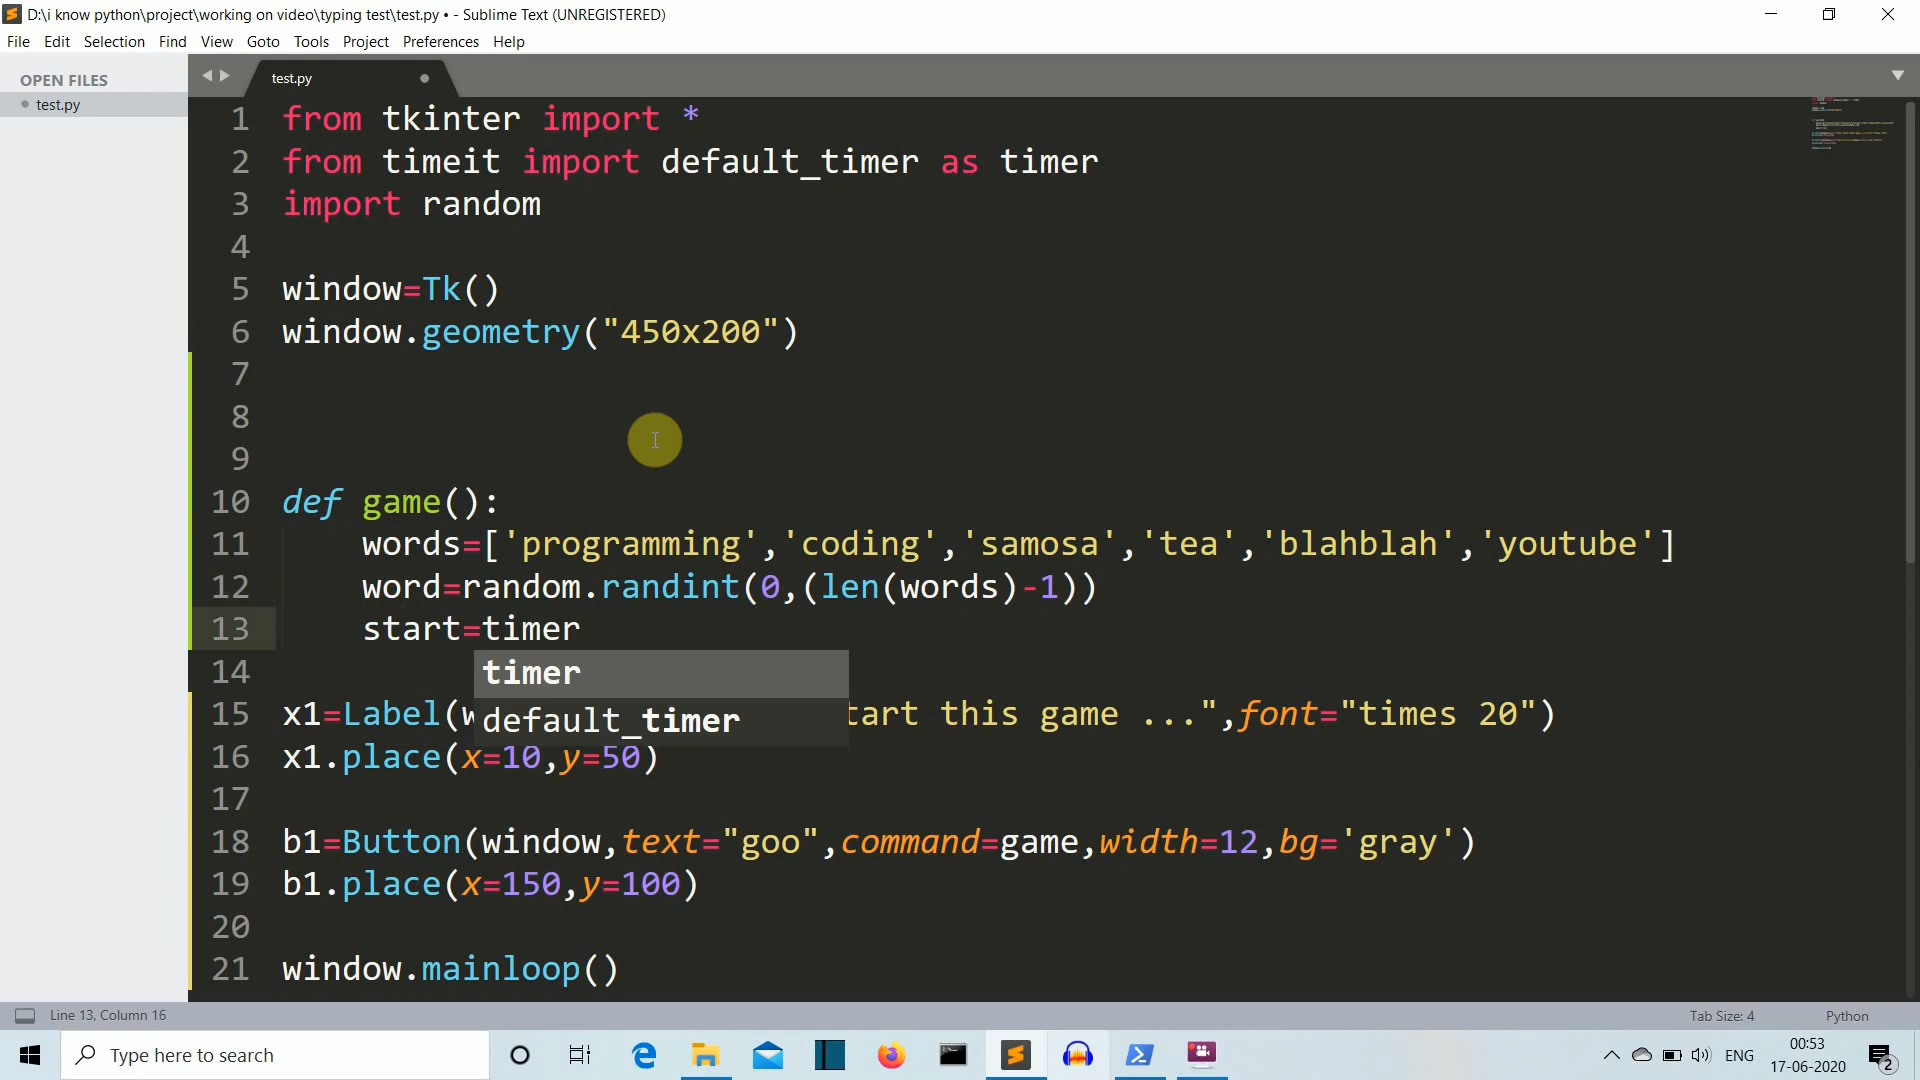 D:\i know python\project\working on video\typing test\test.py • - Sublime Text (UNREGISTERED)
File Edit Selection Find View Goto Tools Project Preferences Help
OPEN FILES
test.py
test.py
1 from tkinter import *
2 from timeit import default_timer as timer
3 import random
4
5 window=Tk()
6 window.geometry("450x200")
7
8
9
10 def game():
11 words=['programming','coding','samosa','tea','blahblah','youtube']
12 word=random.randint(0,(len(words)-1))
13 start=timer
14 timer
15 x1=Label( default_timer tart this game ...",font="times 20")
16 x1.place(x=10,y=50)
17
18 b1=Button(window,text="goo",command=game,width=12,bg='gray')
19 b1.place(x=150,y=100)
20
21 window.mainloop()
Line 13, Column 16 Tab Size: 4 Python
Type here to search
ENG
00:53
17-06-2020
2